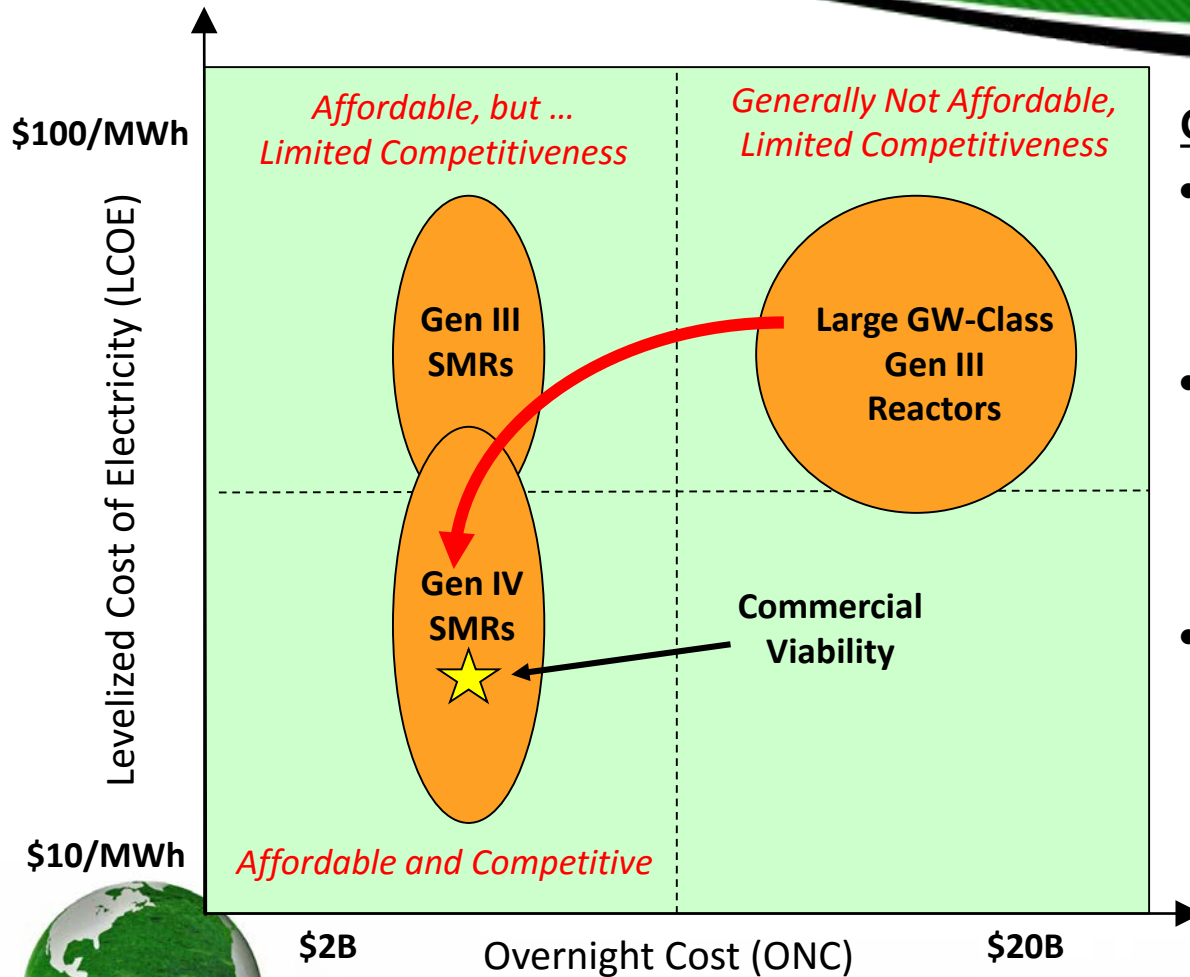 Affordable, but …
Limited Competitiveness
Generally Not Affordable,
Limited Competitiveness
$100/MWh
Levelized Cost of Electricity (LCOE)
Gen III
SMRs
Large GW-Class
Gen III
Reactors
Gen IV
SMRs
Commercial
Viability
$10/MWh
Affordable and Competitive
$2B
Overnight Cost (ONC)
$20B